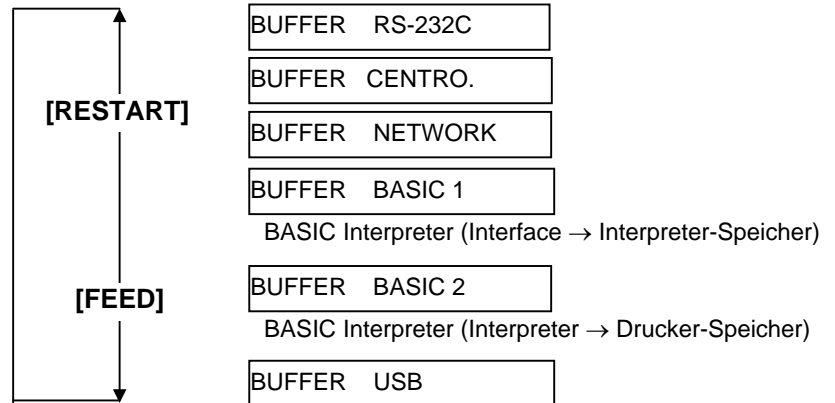 BUFFER RS-232C
BUFFER CENTRO.
[RESTART]
BUFFER NETWORK
BUFFER BASIC 1
BASIC Interpreter (Interface → Interpreter-Speicher)
[FEED]
BUFFER BASIC 2
BASIC Interpreter (Interpreter → Drucker-Speicher)
BUFFER USB